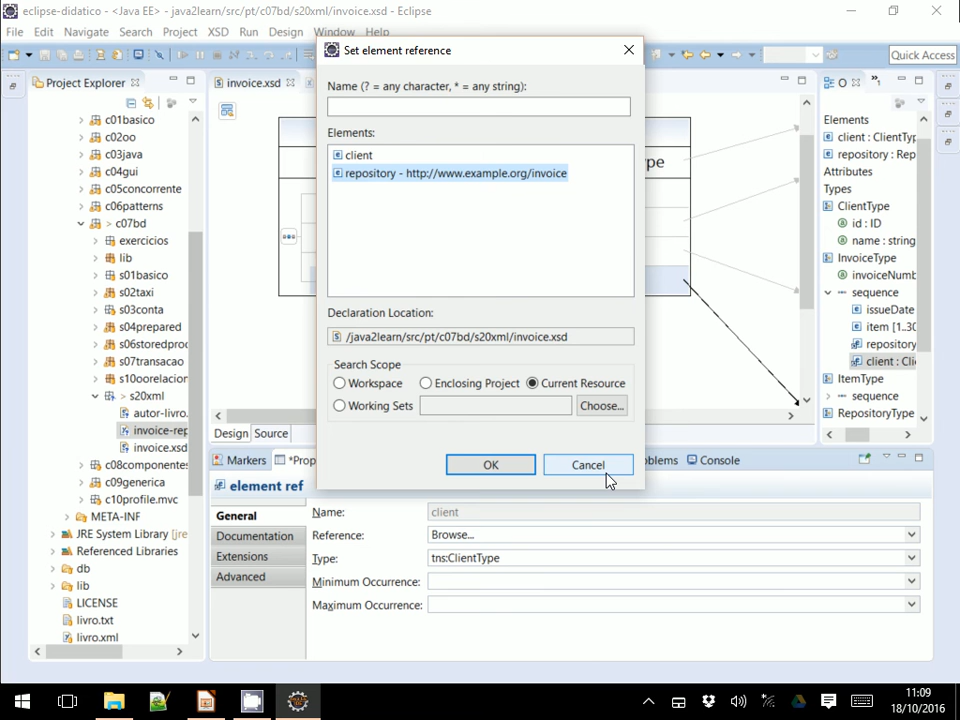 eclipse-didatico - <Java EE> - java2learn/src/pt/c07bd/s20xml/invoice.xsd - Eclipse
File Edit Navigate Search Project XSD Run Design Window Help
Quick Access
Project Explorer
c01basico
c02oo
c03java
c04gui
c05concorrente
c06patterns
> c07bd
exercicios
lib
s01basico
s02taxi
s03conta
s04prepared
s06storedproc
s07transacao
s10oorelacion
> s20xml
autor-livro.
invoice-rep
invoice.xsd
c08componentes
c09generica
c10profile.mvc
META-INF
JRE System Library [jre
Referenced Libraries
db
lib
LICENSE
livro.txt
livro.xml
invoice.xsd
Design Source
Set element reference
Name (? = any character, * = any string):
Elements:
client
repository - http://www.example.org/invoice
Declaration Location:
/java2learn/src/pt/c07bd/s20xml/invoice.xsd
Search Scope
Workspace Enclosing Project Current Resource
Working Sets Choose...
OK Cancel
pe
O
Elements
client : ClientTyp
repository : Rep
Attributes
Types
ClientType
id : ID
name : string
InvoiceType
invoiceNumb
sequence
issueDate
item [1..30
repository
client : Clie
ItemType
sequence
RepositoryType
Markers *Prop oblems Console
element ref
General
Documentation
Extensions
Advanced
Name: client
Reference: Browse...
Type: tns:ClientType
Minimum Occurrence:
Maximum Occurrence:
11:09
18/10/2016